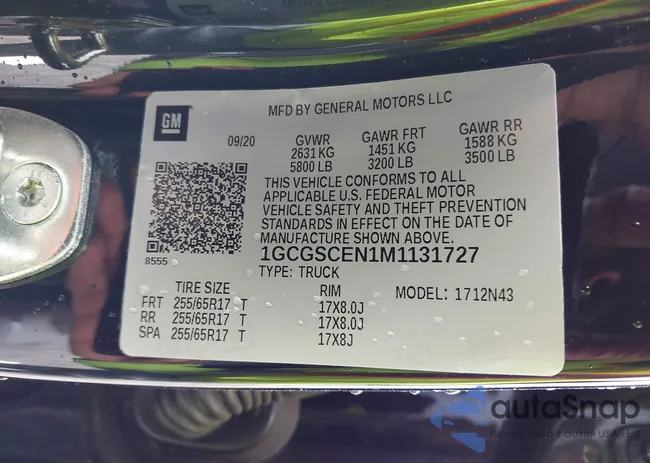 MFD BY GENERAL MOTORS LLC
GM
09/20 GVWR GAWR FRT GAWR RR
2631 KG 1451 KG 1588 KG
5800 LB 3200 LB 3500 LB
THIS VEHICLE CONFORMS TO ALL
APPLICABLE U.S. FEDERAL MOTOR
VEHICLE SAFETY AND THEFT PREVENTION
STANDARDS IN EFFECT ON THE DATE OF
MANUFACTURE SHOWN ABOVE.
8555
1GCGSCEN1M1131727
TYPE: TRUCK
TIRE SIZE RIM MODEL: 1712N43
FRT 255/65R17 T 17X8.0J
RR 255/65R17 T 17X8.0J
SPA 255/65R17 T 17X8J
autoSnap